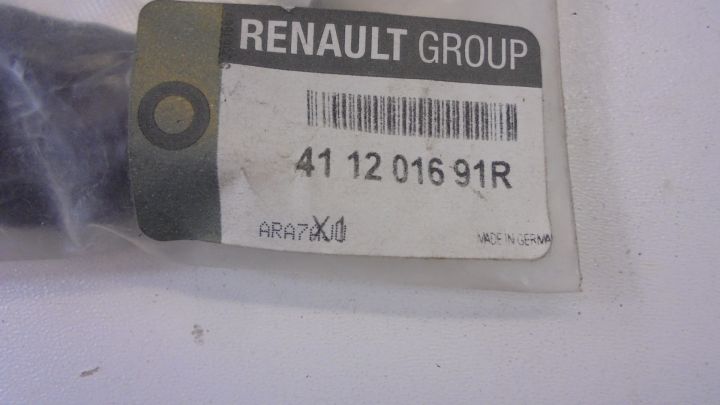 RENAULT GROUP
41 12 016 91R
MADE IN GERMA